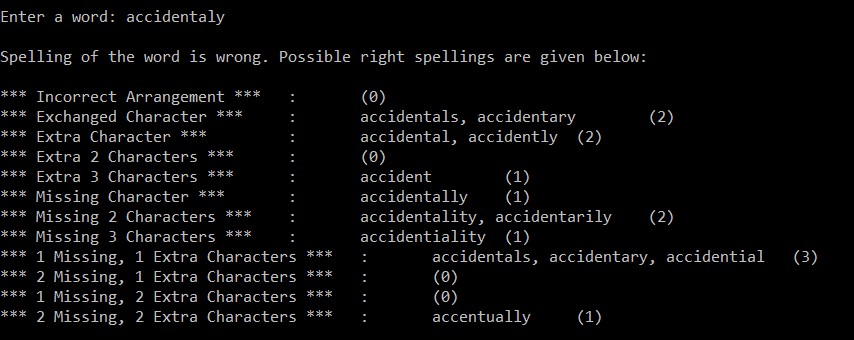 Enter a word: accidentaly
Spelling of the word is wrong. Possible right spellings are given below:
*** Incorrect Arrangement *** : (0)
*** Exchanged Character *** : accidentals, accidentary (2)
*** Extra Character *** : accidental, accidently (2)
*** Extra 2 Characters *** : (0)
*** Extra 3 Characters *** : accident (1)
*** Missing Character *** : accidentally (1)
*** Missing 2 Characters *** : accidentality, accidentarily (2)
*** Missing 3 Characters *** : accidentiality (1)
*** 1 Missing, 1 Extra Characters *** : accidentals, accidentary, accidential (3)
*** 2 Missing, 1 Extra Characters *** : (0)
*** 1 Missing, 2 Extra Characters *** : (0)
*** 2 Missing, 2 Extra Characters *** : accentually (1)